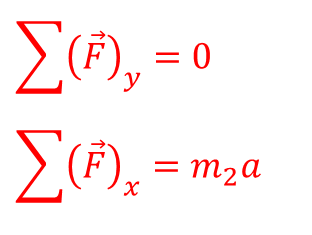 ∑(F⃗)_y = 0
∑(F⃗)_x = m₂a